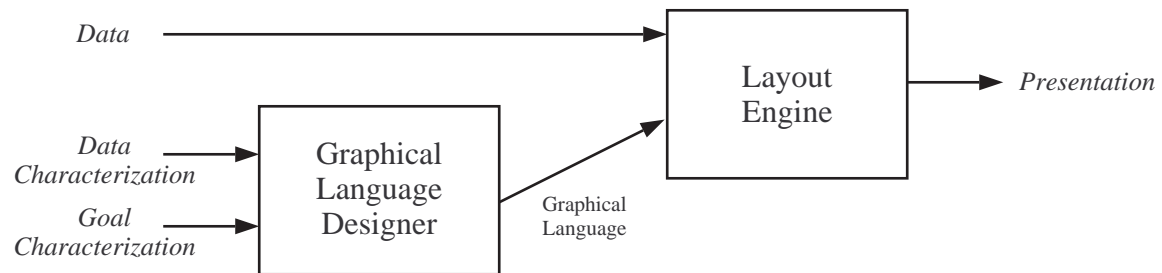 Data
Layout
Engine
Presentation
Data
Characterization
Graphical
Language
Designer
Goal
Characterization
Graphical
Language